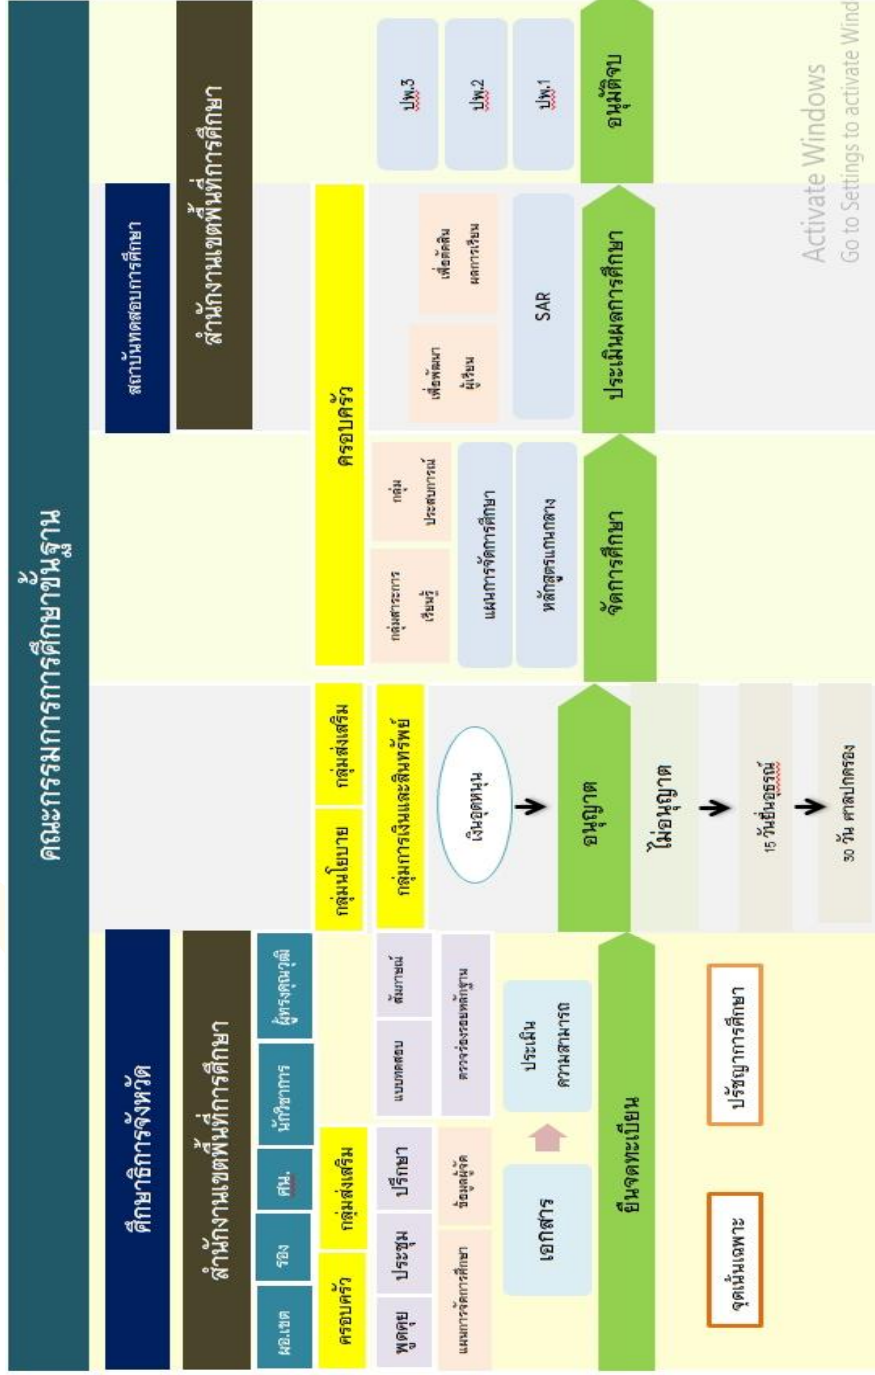 คณะกรรมการการศึกษาขั้นฐาน
ศึกษาธิการจังหวัด
สำนักงานเขตพื้นที่การศึกษา
ผอ.เขต
รอง
ศน.
นักวิชาการ
ผู้ทรงคุณวุฒิ
ครอบครัว
กลุ่มส่งเสริม
พูดคุย
ประชุม
ปรึกษา
แบบทดสอบ
สัมภาษณ์
แผนการจัดการศึกษา
ข้อมูลผู้จัด
ตรวจร่องรอยหลักฐาน
เอกสาร
ประเมิน
ความสามารถ
ยื่นจดทะเบียน
จุดเน้นเฉพาะ
ปรัชญาการศึกษา
กลุ่มนโยบาย
กลุ่มส่งเสริม
กลุ่มการเงินและสินทรัพย์
เงินอุดหนุน
อนุญาต
ไม่อนุญาต
15 วันยื่นอุธรณ์
30 วัน ศาลปกครอง
ครอบครัว
กลุ่มสาระการ
เรียนรู้
กลุ่ม
ประสบการณ์
แผนการจัดการศึกษา
หลักสูตรแกนกลาง
จัดการศึกษา
สถาบันทดสอบการศึกษา
สำนักงานเขตพื้นที่การศึกษา
เพื่อพัฒนา
ผู้เรียน
เพื่อตัดสิน
ผลการเรียน
SAR
ประเมินผลการศึกษา
ปพ.3
ปพ.2
ปพ.1
อนุมัติจบ
Activate Windows
Go to Settings to activate Wind